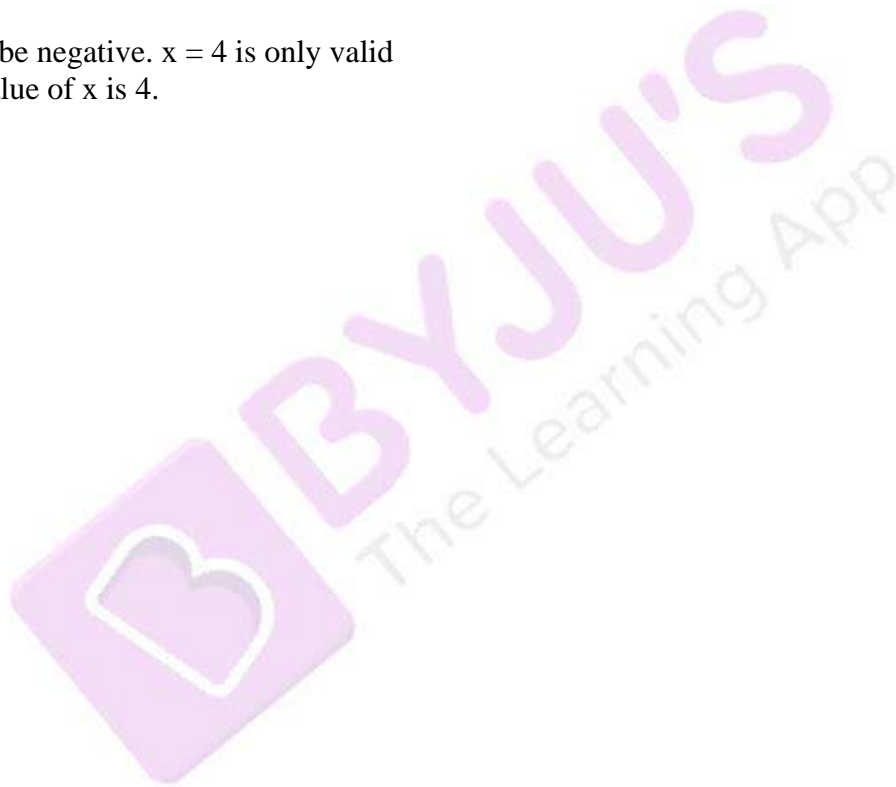 be negative. x = 4 is only valid
lue of x is 4.
BYJU'S
The Learning App